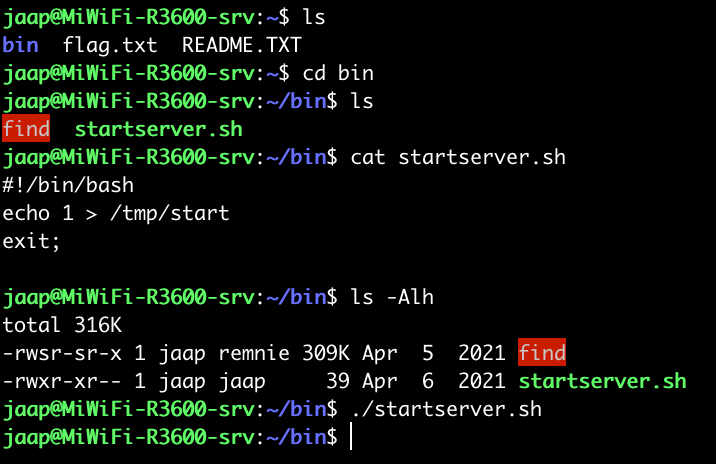 jaap@MiWiFi-R3600-srv:~$ ls
bin  flag.txt  README.TXT
jaap@MiWiFi-R3600-srv:~$ cd bin
jaap@MiWiFi-R3600-srv:~/bin$ ls
find  startserver.sh
jaap@MiWiFi-R3600-srv:~/bin$ cat startserver.sh
#!/bin/bash
echo 1 > /tmp/start
exit;
jaap@MiWiFi-R3600-srv:~/bin$ ls -Alh
total 316K
-rwsr-sr-x 1 jaap remnie 309K Apr  5  2021 find
-rwxr-xr-- 1 jaap jaap     39 Apr  6  2021 startserver.sh
jaap@MiWiFi-R3600-srv:~/bin$ ./startserver.sh
jaap@MiWiFi-R3600-srv:~/bin$